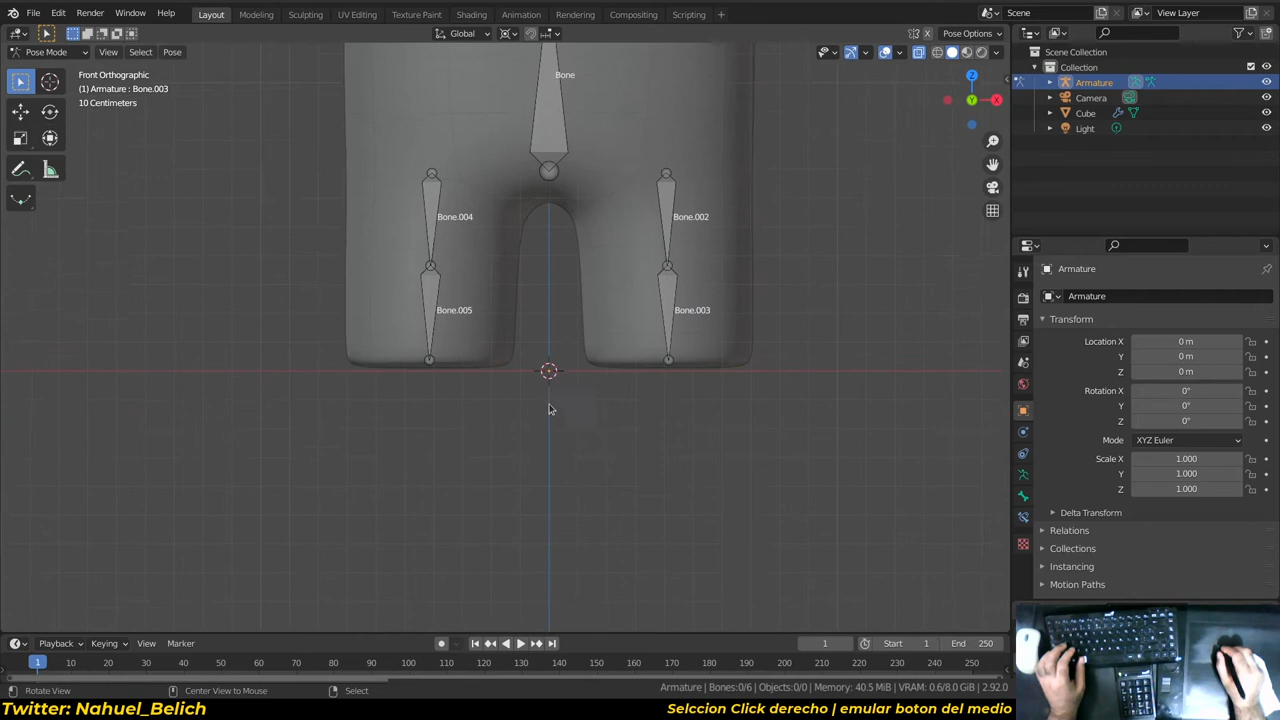 File Edit Render Window Help Layout Modeling Sculpting UV Editing Texture Paint Shading Animation Rendering Compositing Scripting + Scene View Layer
Global Pose Options
Pose Mode View Select Pose
Front Orthographic
(1) Armature : Bone.003
10 Centimeters
Bone
Bone.004
Bone.002
Bone.005
Bone.003
Z
Y
X
Scene Collection
Collection
Armature
Camera
Cube
Light
Armature
Armature
Transform
Location X 0 m
Y 0 m
Z 0 m
Rotation X 0°
Y 0°
Z 0°
Mode XYZ Euler
Scale X 1.000
Y 1.000
Z 1.000
Delta Transform
Relations
Collections
Instancing
Motion Paths
Playback Keying View Marker 1 Start 1 End 250
1 10 20 30 40 50 60 70 80 90 100 110 120 130 140 150 160 170 180 190 200 210 220 230 240 250
Rotate View Center View to Mouse Select Armature | Bones:0/6 | Objects:0/0 | Memory: 40.5 MiB | VRAM: 0.6/8.0 GiB | 2.92.0
Twitter: Nahuel_Belich Selccion Click derecho | emular boton del medio